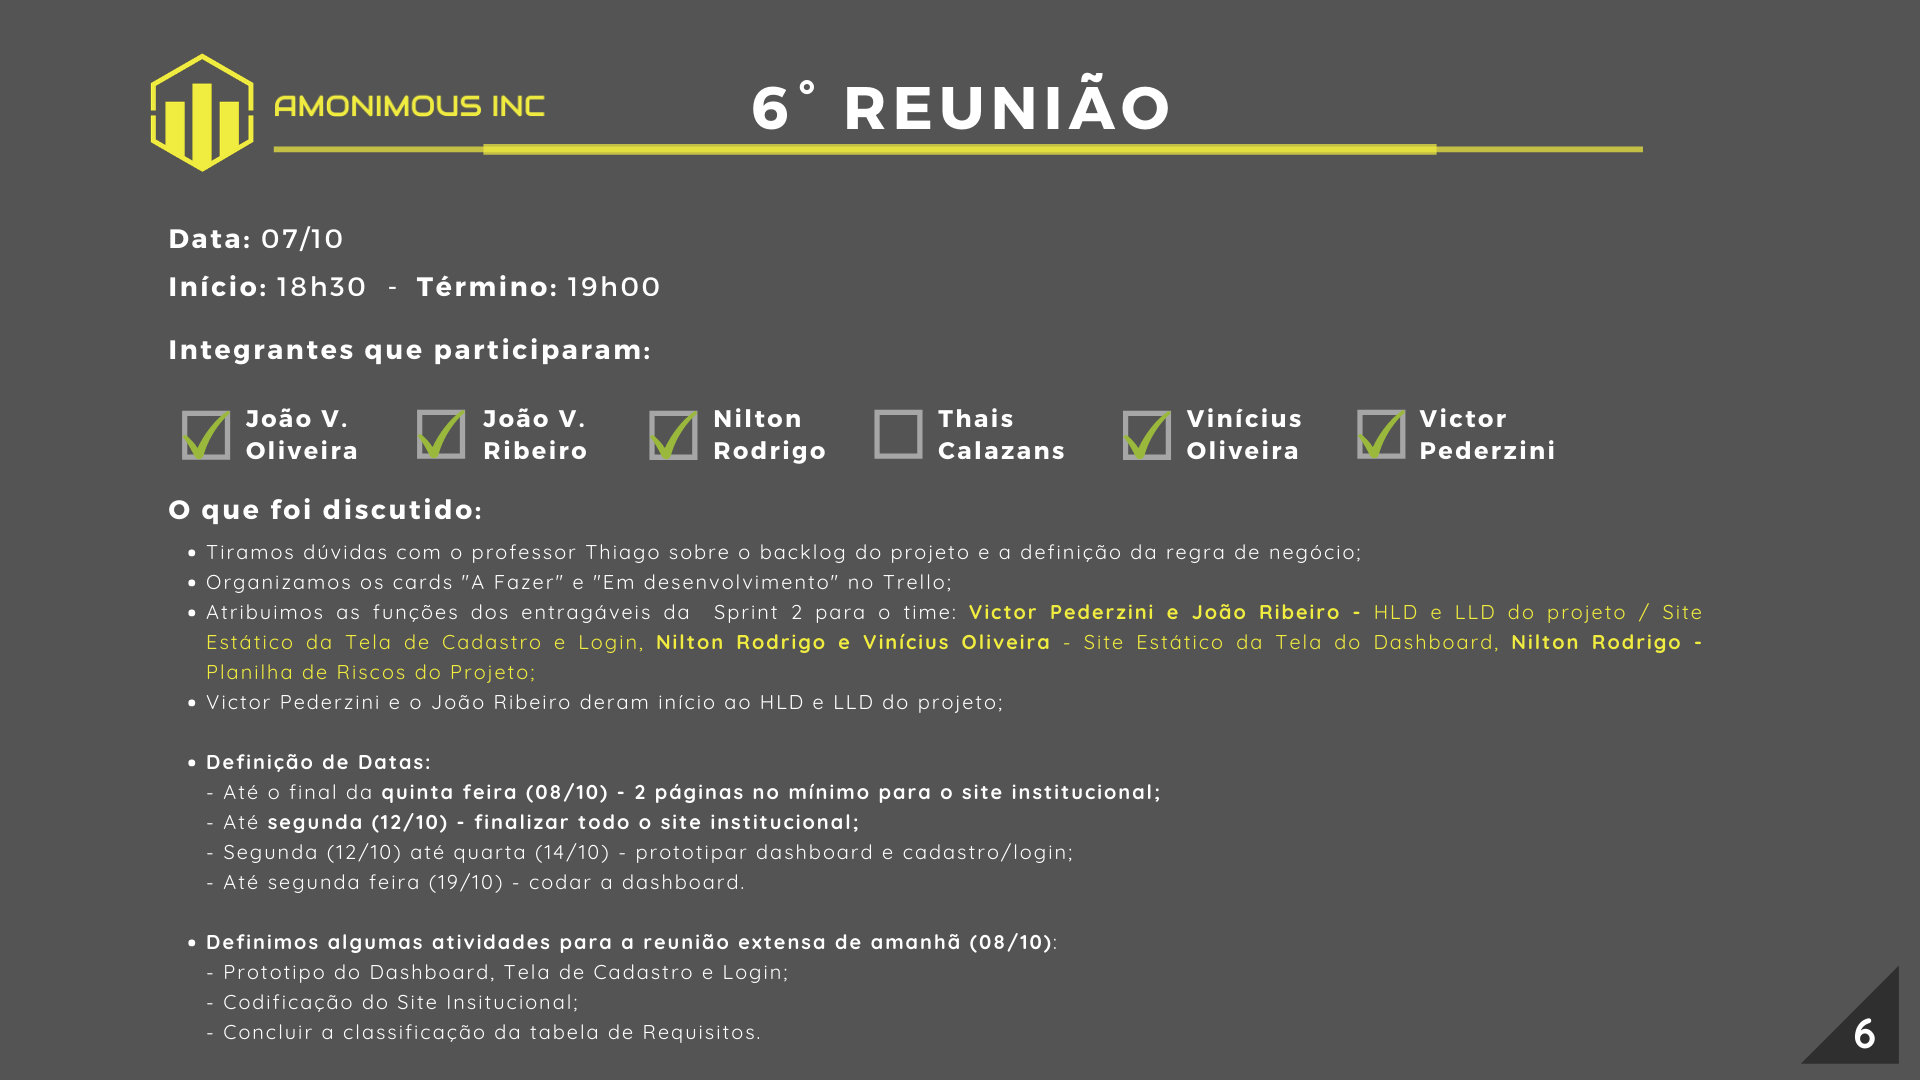 AMONIMOUS INC
6° REUNIÃO
Data: 07/10
Início: 18h30 - Término: 19h00
Integrantes que participaram:
João V. Oliveira
João V. Ribeiro
Nilton Rodrigo
Thais Calazans
Vinícius Oliveira
Victor Pederzini
O que foi discutido:
• Tiramos dúvidas com o professor Thiago sobre o backlog do projeto e a definição da regra de negócio;
• Organizamos os cards "A Fazer" e "Em desenvolvimento" no Trello;
• Atribuimos as funções dos entragáveis da Sprint 2 para o time: Victor Pederzini e João Ribeiro - HLD e LLD do projeto / Site
Estático da Tela de Cadastro e Login, Nilton Rodrigo e Vinícius Oliveira - Site Estático da Tela do Dashboard, Nilton Rodrigo -
Planilha de Riscos do Projeto;
• Victor Pederzini e o João Ribeiro deram início ao HLD e LLD do projeto;
• Definição de Datas:
- Até o final da quinta feira (08/10) - 2 páginas no mínimo para o site institucional;
- Até segunda (12/10) - finalizar todo o site institucional;
- Segunda (12/10) até quarta (14/10) - prototipar dashboard e cadastro/login;
- Até segunda feira (19/10) - codar a dashboard.
• Definimos algumas atividades para a reunião extensa de amanhã (08/10):
- Prototipo do Dashboard, Tela de Cadastro e Login;
- Codificação do Site Insitucional;
- Concluir a classificação da tabela de Requisitos.
6